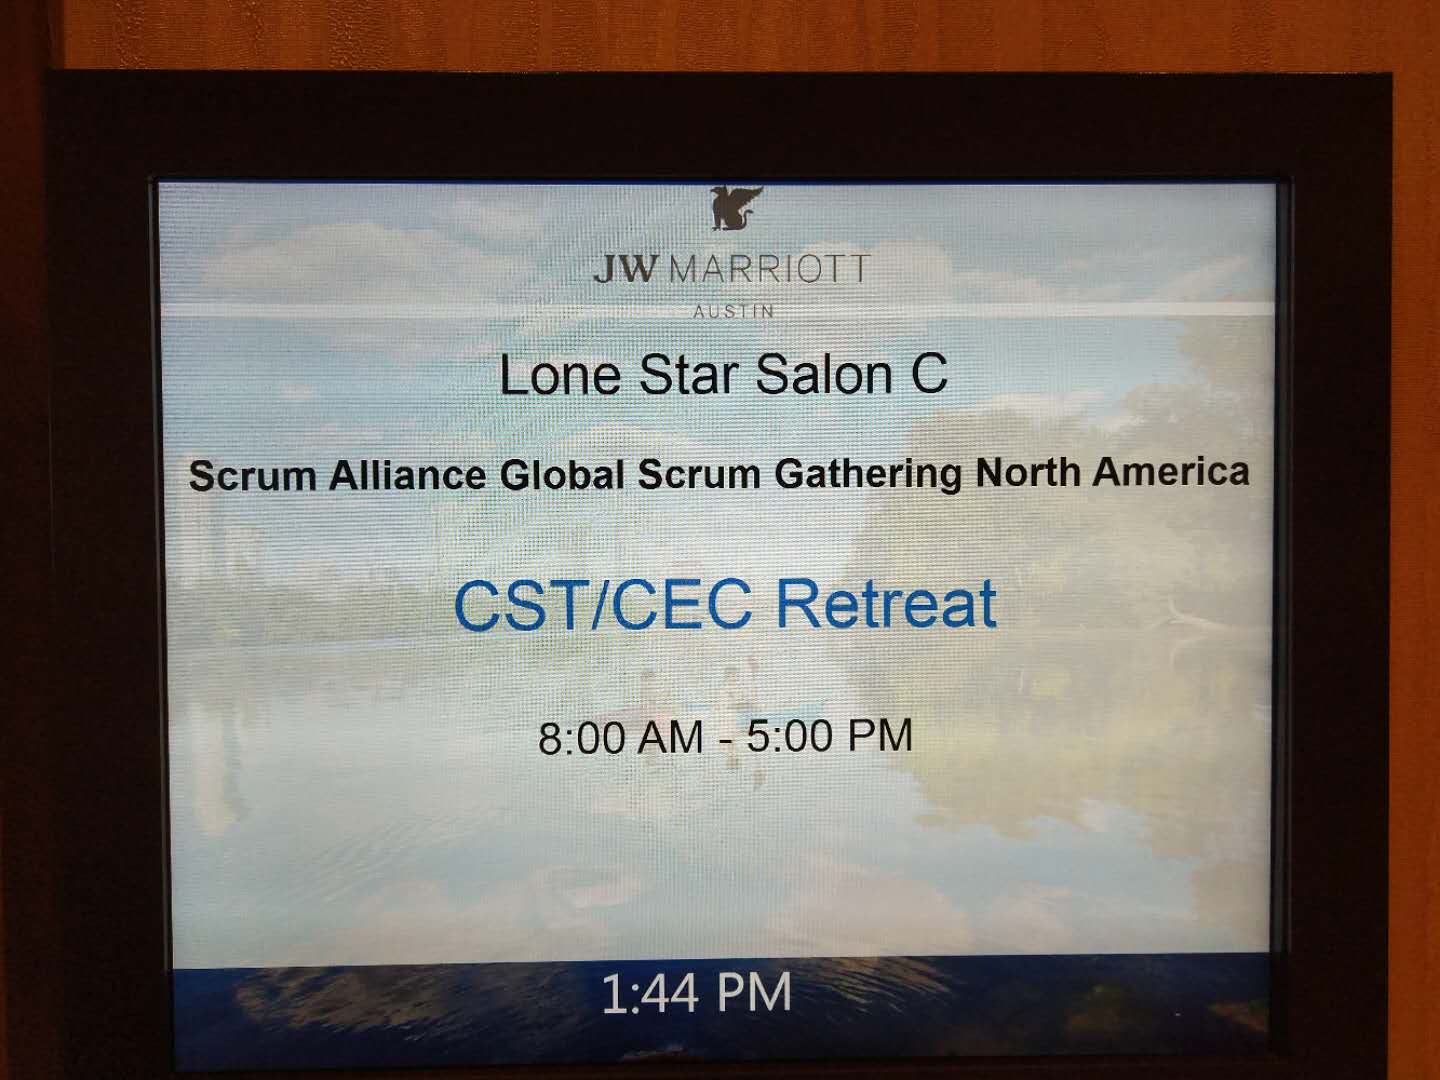 JW MARRIOTT
AUSTIN
Lone Star Salon C
Scrum Alliance Global Scrum Gathering North America
CST/CEC Retreat
8:00 AM - 5:00 PM
1:44 PM